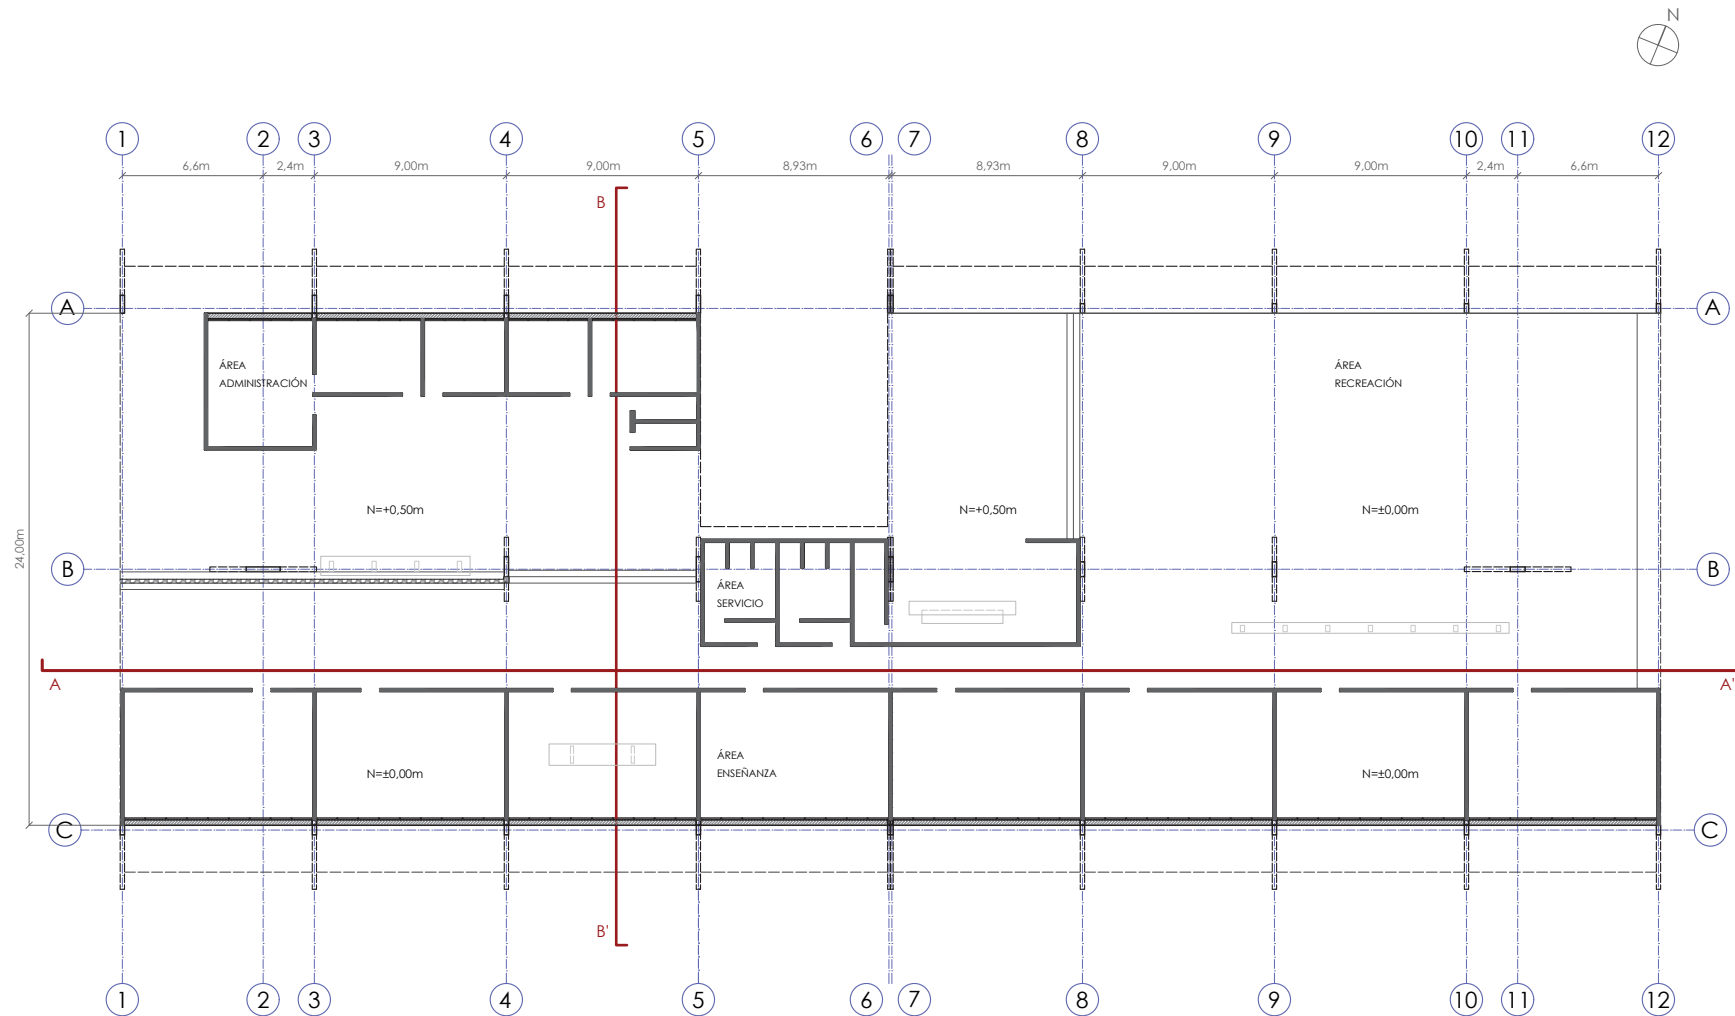 N
1 2 3 4 5 6 7 8 9 10 11 12
6,6m 2,4m 9,00m 9,00m 8,93m 8,93m 9,00m 9,00m 2,4m 6,6m
B
A A
ÁREA
ADMINISTRACIÓN
ÁREA
RECREACIÓN
N=+0,50m N=+0,50m N=±0,00m
24,00m
B B
ÁREA
SERVICIO
A A'
ÁREA
ENSEÑANZA
N=±0,00m N=±0,00m
C C
B'
1 2 3 4 5 6 7 8 9 10 11 12